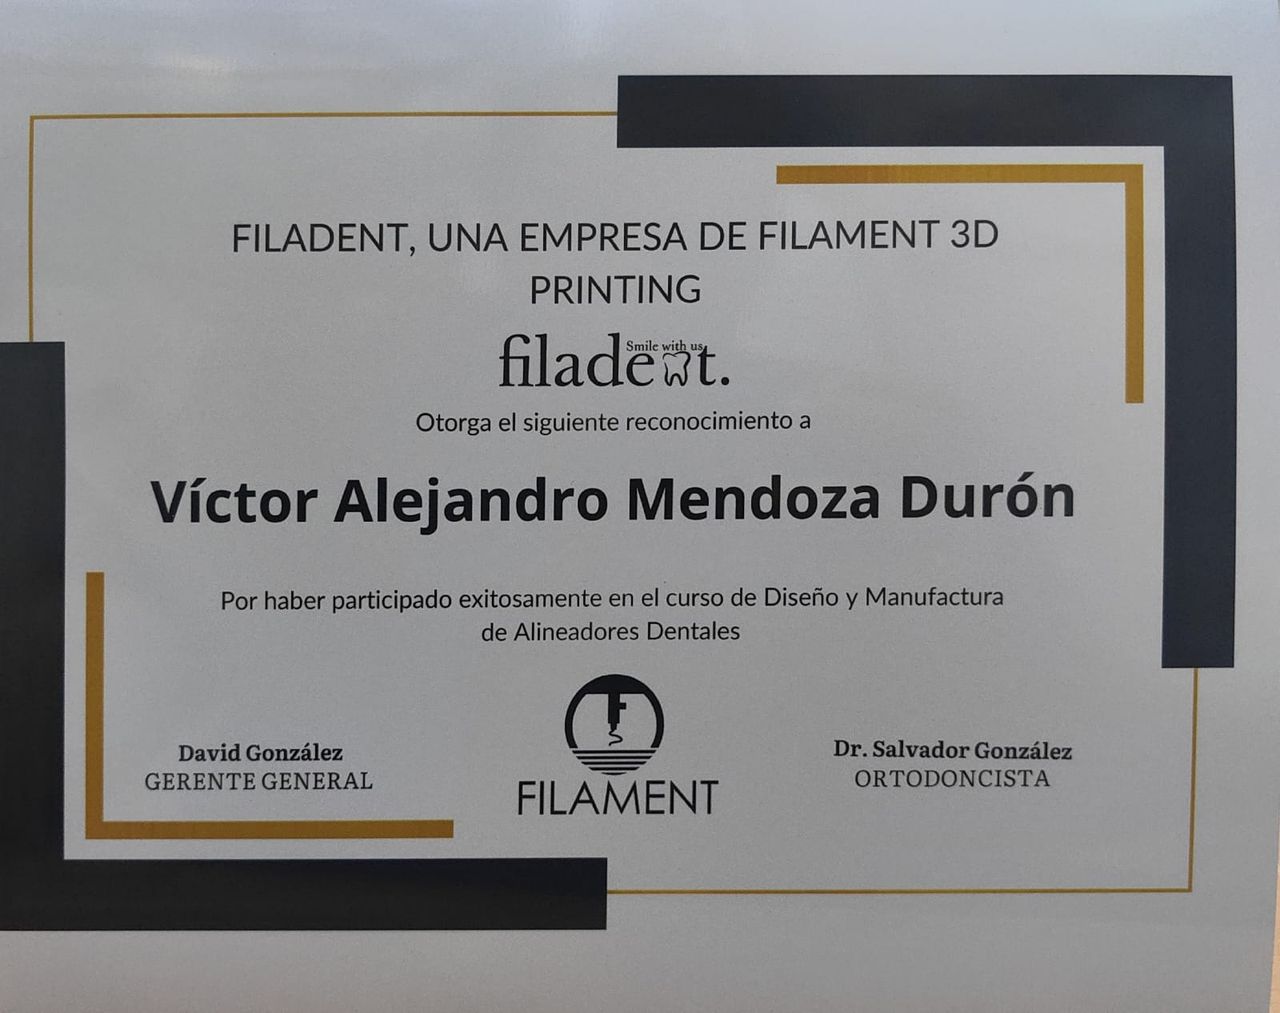 FILADENT, UNA EMPRESA DE FILAMENT 3D
PRINTING
Smile with us
filadent.
Otorga el siguiente reconocimiento a
Víctor Alejandro Mendoza Durón
Por haber participado exitosamente en el curso de Diseño y Manufactura
de Alineadores Dentales
David González
GERENTE GENERAL
FILAMENT
Dr. Salvador González
ORTODONCISTA